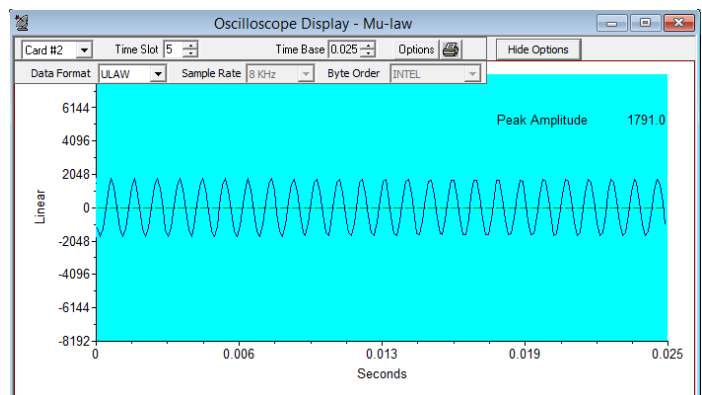 Oscilloscope Display - Mu-law
Card #2 Time Slot 5 Time Base 0.025 Options Hide Options
Data Format ULAW Sample Rate 8 KHz Byte Order INTEL
Peak Amplitude 1791.0
6144
4096
2048
0
-2048
-4096
-6144
-8192
Linear
0 0.006 0.013 0.019 0.025
Seconds